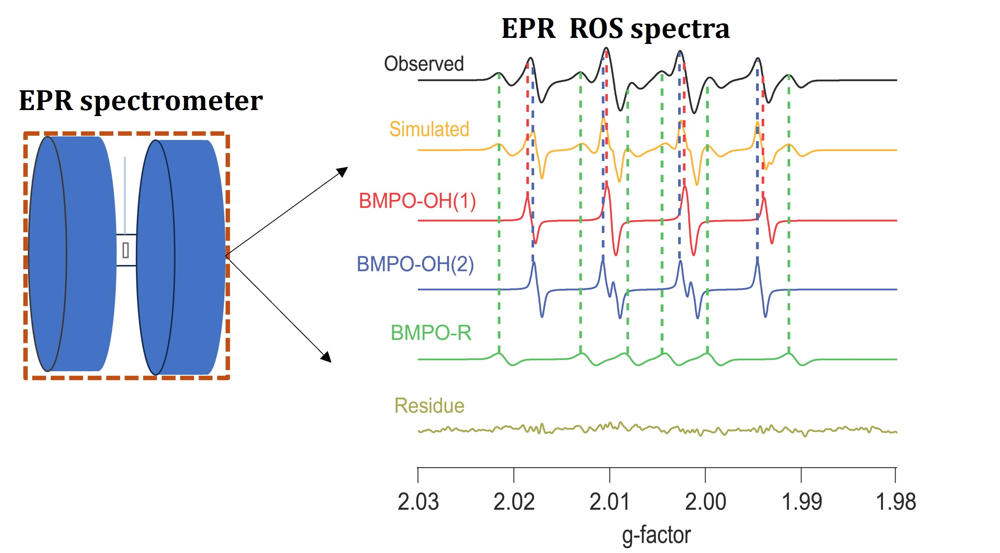 EPR spectrometer
EPR ROS spectra
Observed
Simulated
BMPO-OH(1)
BMPO-OH(2)
BMPO-R
Residue
2.03 2.02 2.01 2.00 1.99 1.98
g-factor